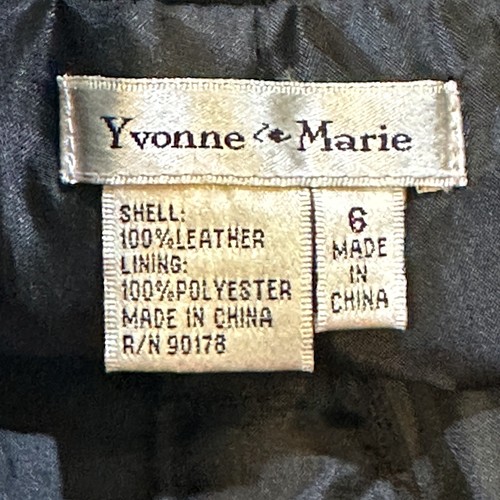 Yvonne Marie
SHELL:
100%LEATHER
LINING:
100%POLYESTER
MADE IN CHINA
R/N 90178
6
MADE
IN
CHINA